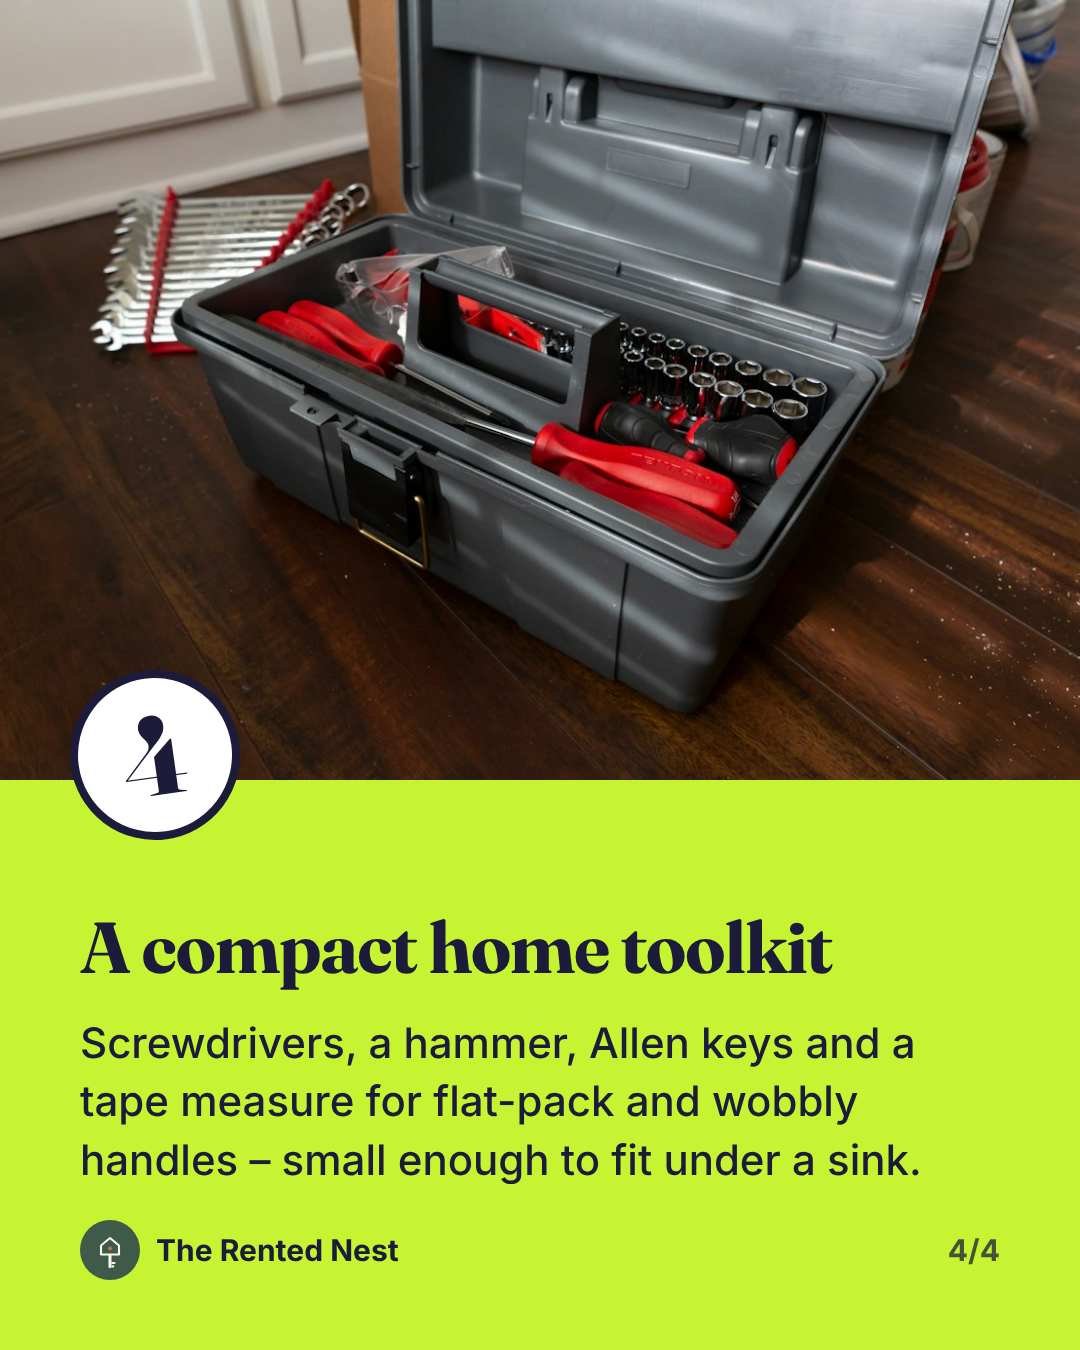 4
A compact home toolkit
Screwdrivers, a hammer, Allen keys and a
tape measure for flat-pack and wobbly
handles – small enough to fit under a sink.
The Rented Nest
4/4